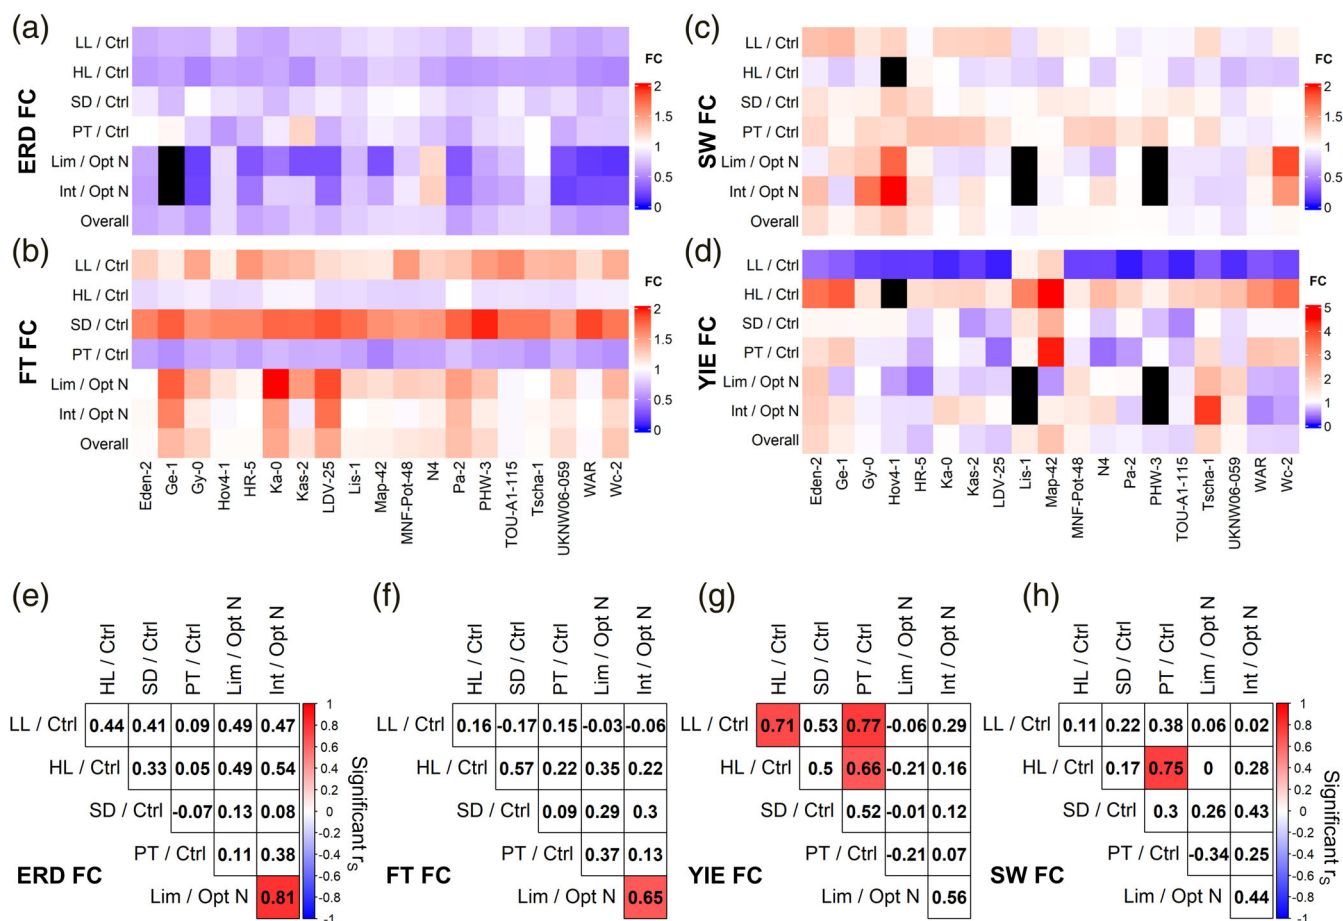 (a)
ERD FC
LL / Ctrl
HL / Ctrl
SD / Ctrl
PT / Ctrl
Lim / Opt N
Int / Opt N
Overall
FC
2
1.5
1
0.5
0
(b)
FT FC
LL / Ctrl
HL / Ctrl
SD / Ctrl
PT / Ctrl
Lim / Opt N
Int / Opt N
Overall
FC
2
1.5
1
0.5
0
Eden-2
Ge-1
Gy-0
Hov4-1
HR-5
Ka-0
Kas-2
LDV-25
Lis-1
Map-42
MNF-Pot-48
N4
Pa-2
PHW-3
TOU-A1-115
Tscha-1
UKNW06-059
WAR
Wc-2
(c)
SW FC
LL / Ctrl
HL / Ctrl
SD / Ctrl
PT / Ctrl
Lim / Opt N
Int / Opt N
Overall
FC
2
1.5
1
0.5
0
(d)
YIE FC
LL / Ctrl
HL / Ctrl
SD / Ctrl
PT / Ctrl
Lim / Opt N
Int / Opt N
Overall
FC
5
4
3
2
1
0
Eden-2
Ge-1
Gy-0
Hov4-1
HR-5
Ka-0
Kas-2
LDV-25
Lis-1
Map-42
MNF-Pot-48
N4
Pa-2
PHW-3
TOU-A1-115
Tscha-1
UKNW06-059
WAR
Wc-2
(e)
HL / Ctrl
SD / Ctrl
PT / Ctrl
Lim / Opt N
Int / Opt N
LL / Ctrl 0.44 0.41 0.09 0.49 0.47
HL / Ctrl 0.33 0.05 0.49 0.54
SD / Ctrl -0.07 0.13 0.08
PT / Ctrl 0.11 0.38
Lim / Opt N 0.81
ERD FC
1
0.8
0.6
0.4
0.2
0
-0.2
-0.4
-0.6
-0.8
-1
Significant rs
(f)
HL / Ctrl
SD / Ctrl
PT / Ctrl
Lim / Opt N
Int / Opt N
LL / Ctrl 0.16 -0.17 0.15 -0.03 -0.06
HL / Ctrl 0.57 0.22 0.35 0.22
SD / Ctrl 0.09 0.29 0.3
PT / Ctrl 0.37 0.13
Lim / Opt N 0.65
FT FC
(g)
HL / Ctrl
SD / Ctrl
PT / Ctrl
Lim / Opt N
Int / Opt N
LL / Ctrl 0.71 0.53 0.77 -0.06 0.29
HL / Ctrl 0.5 0.66 -0.21 0.16
SD / Ctrl 0.52 -0.01 0.12
PT / Ctrl -0.21 0.07
Lim / Opt N 0.56
YIE FC
(h)
HL / Ctrl
SD / Ctrl
PT / Ctrl
Lim / Opt N
Int / Opt N
LL / Ctrl 0.11 0.22 0.38 0.06 0.02
HL / Ctrl 0.17 0.75 0 0.28
SD / Ctrl 0.3 0.26 0.43
PT / Ctrl -0.34 0.25
Lim / Opt N 0.44
SW FC
1
0.8
0.6
0.4
0.2
0
-0.2
-0.4
-0.6
-0.8
-1
Significant rs